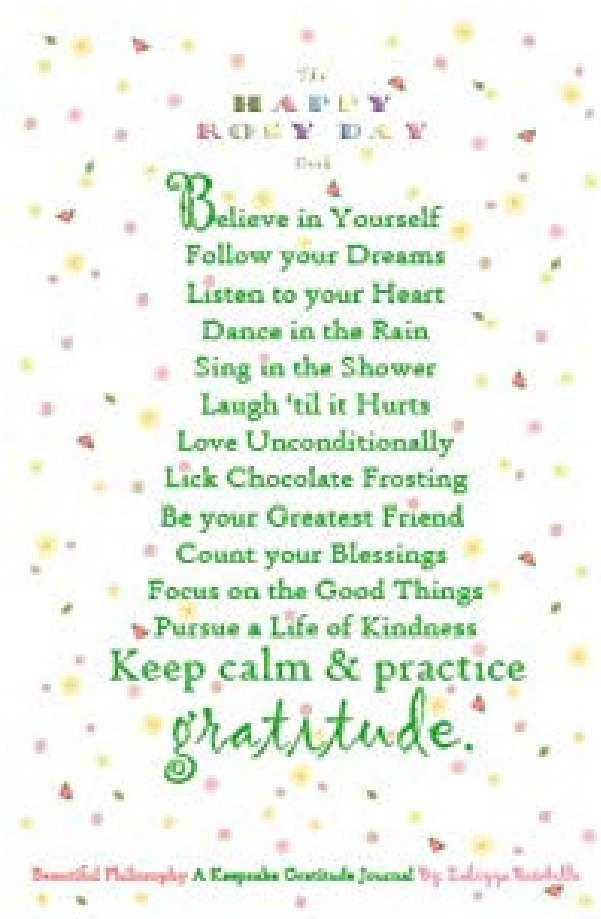 The
HAPPY
ROSY DAY
Believe in Yourself
Follow your Dreams
Listen to your Heart
Dance in the Rain
Sing in the Shower
Laugh ‘til it Hurts
Love Unconditionally
Lick Chocolate Frosting
Be your Greatest Friend
Count your Blessings
Focus on the Good Things
Pursue a Life of Kindness
Keep calm & practice
gratitude.
Beautiful Philosophy A Keepsake Gratitude Journal By